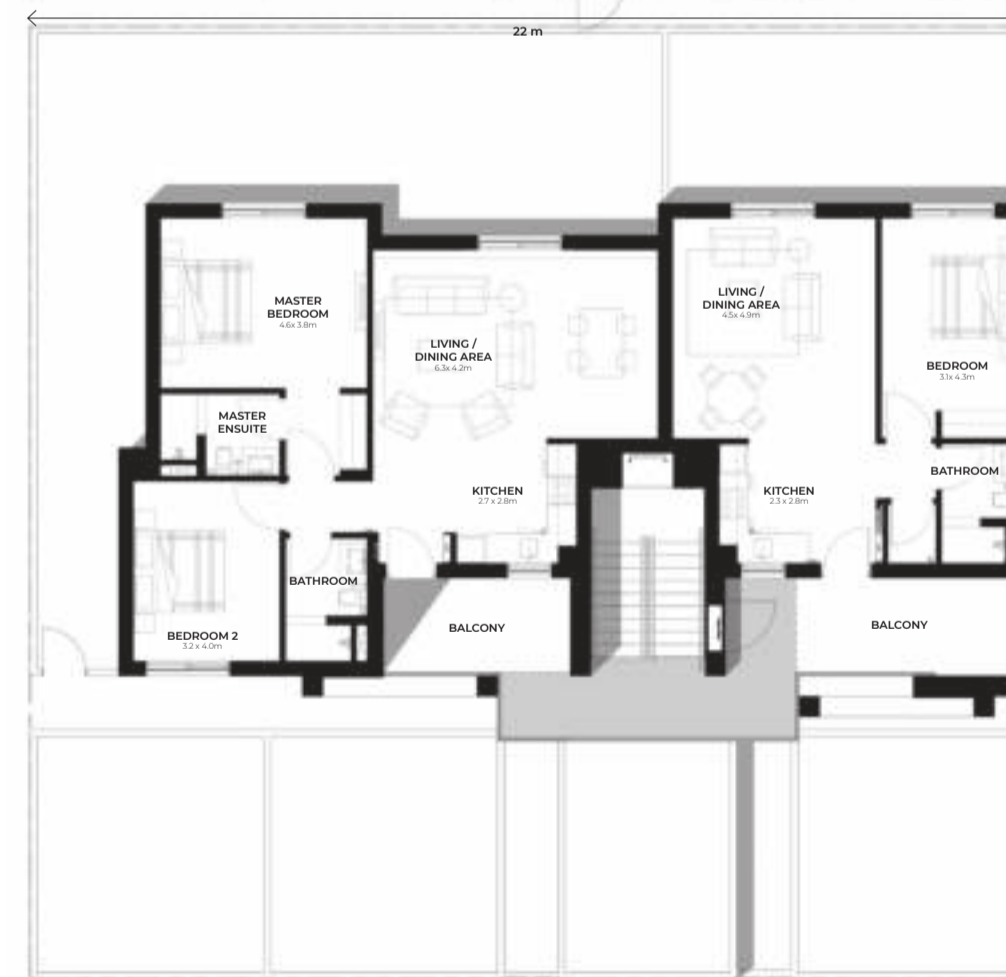 22 m
MASTER
BEDROOM
4.6x 3.8m
LIVING /
DINING AREA
6.3x 4.2m
LIVING /
DINING AREA
4.5x 4.9m
BEDROOM
3.1x 4.3m
MASTER
ENSUITE
KITCHEN
2.7 x 2.8m
KITCHEN
2.3 x 2.8m
BATHROOM
BATHROOM
BEDROOM 2
3.2 x 4.0m
BALCONY
BALCONY